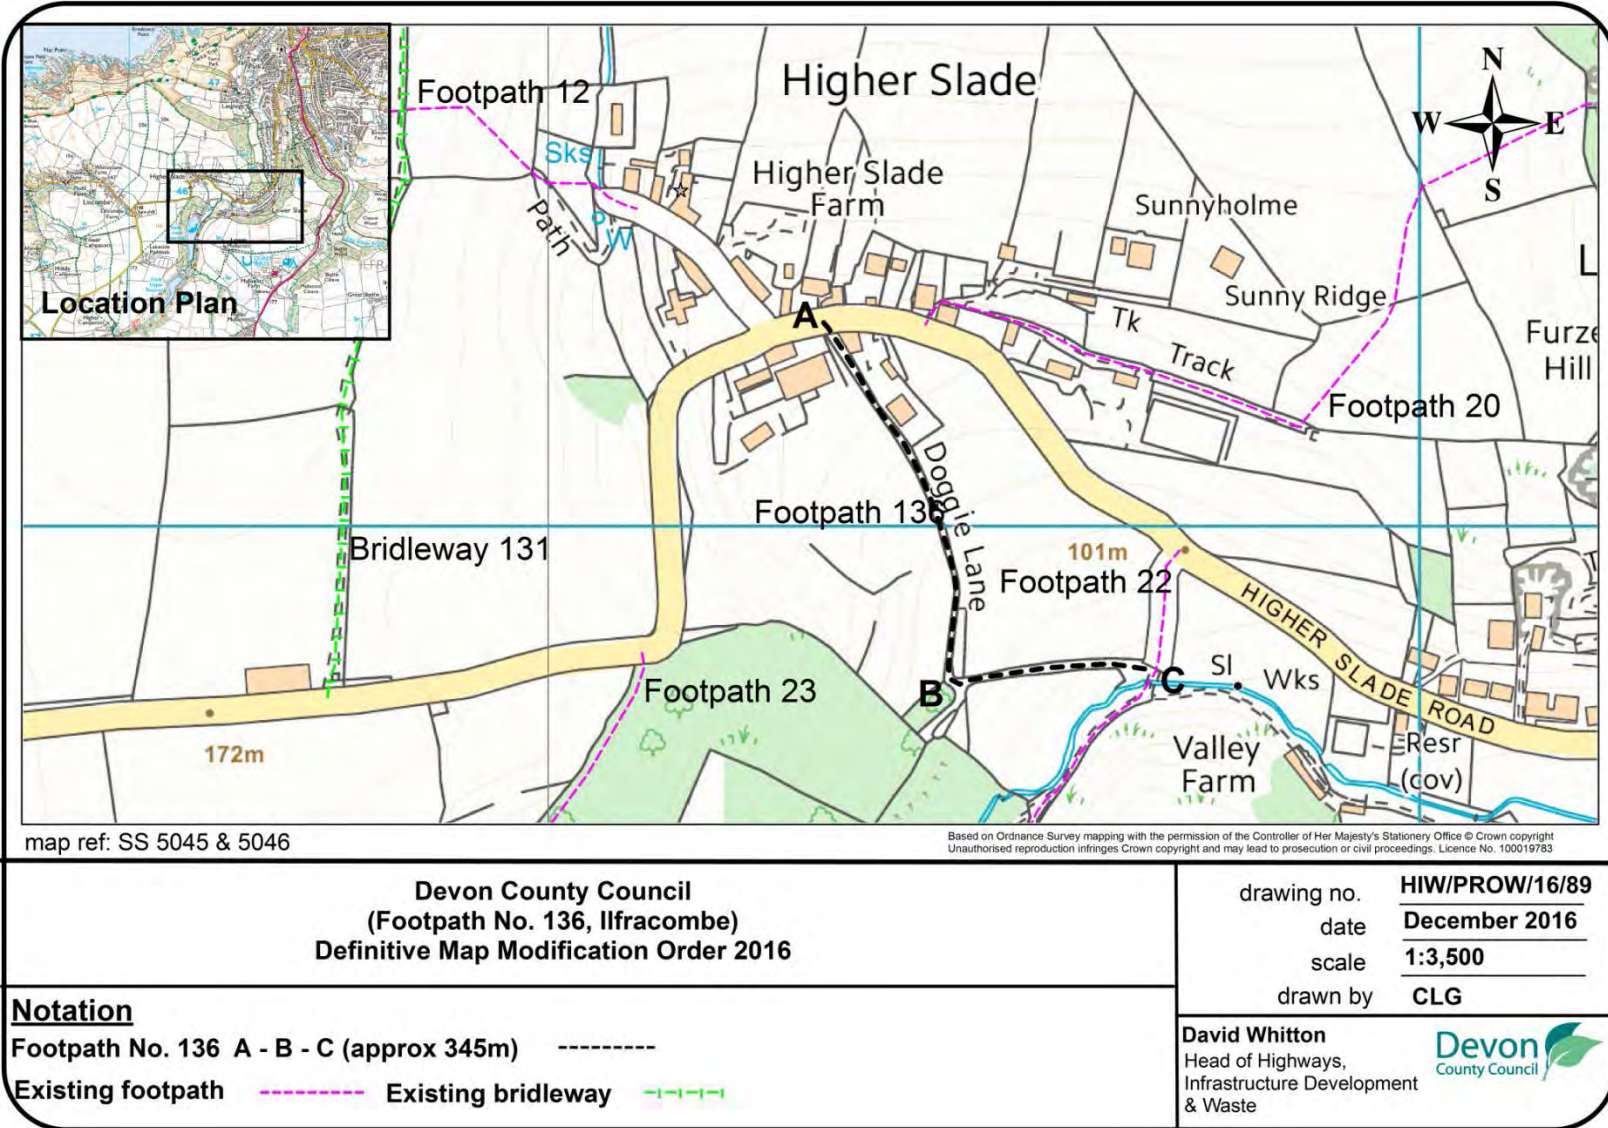 Location Plan
Footpath 12
Higher Slade
Sks
Path
W
Higher Slade
Farm
Sunnyholme
Sunny Ridge
N
W
E
S
L
Furze
Hill
A
Tk
Track
Footpath 20
Doggie Lane
Footpath 136
Bridleway 131
101m
Footpath 22
HIGHER SLADE ROAD
Footpath 23
B
C
Sl
Wks
172m
Valley
Farm
Resr
(cov)
map ref: SS 5045 & 5046
Based on Ordnance Survey mapping with the permission of the Controller of Her Majesty's Stationery Office © Crown copyright
Unauthorised reproduction infringes Crown copyright and may lead to prosecution or civil proceedings. Licence No. 100019783
Devon County Council
(Footpath No. 136, Ilfracombe)
Definitive Map Modification Order 2016
drawing no. HIW/PROW/16/89
date December 2016
scale 1:3,500
drawn by CLG
Notation
Footpath No. 136 A - B - C (approx 345m)
Existing footpath Existing bridleway
David Whitton
Head of Highways,
Infrastructure Development
& Waste
Devon
County Council